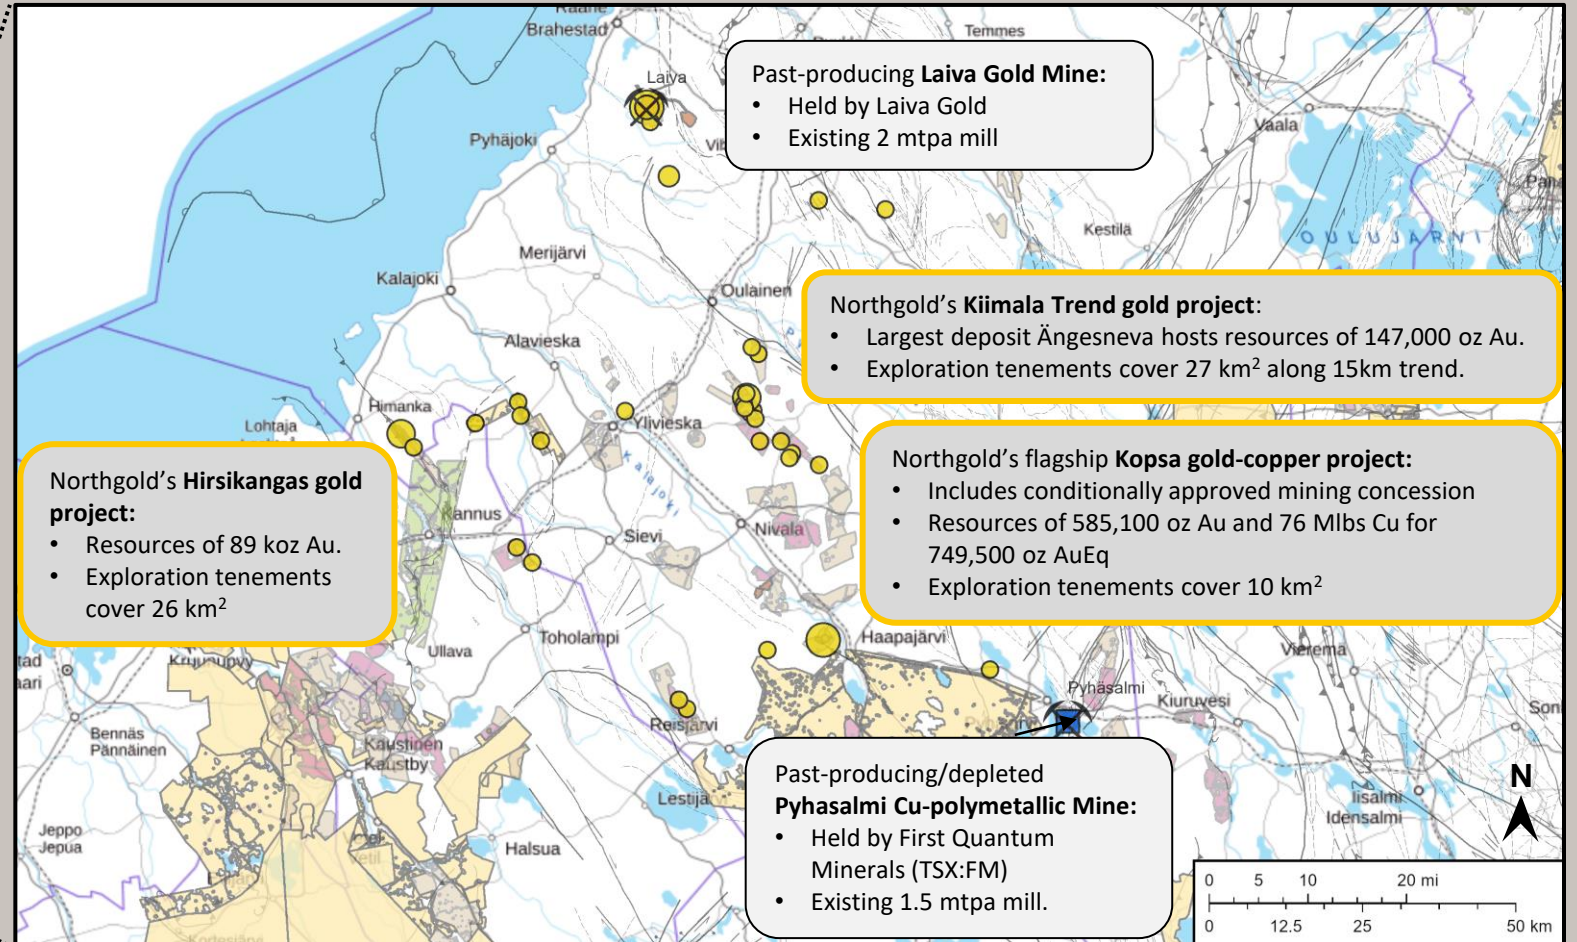 Brahestad
Temmes
Laiva
Past-producing Laiva Gold Mine:
• Held by Laiva Gold
• Existing 2 mtpa mill
Vaala
Pyhäjoki
Kestilä
OULUJÄRVI
Merijärvi
Kalajoki
Oulainen
Northgold's Kiimala Trend gold project:
• Largest deposit Ängesneva hosts resources of 147,000 oz Au.
• Exploration tenements cover 27 km² along 15km trend.
Alavieska
Himanka
Lohtaja
Ylivieska
Kalajoki
Northgold's Hirsikangas gold
project:
• Resources of 89 koz Au.
• Exploration tenements
cover 26 km²
Northgold's flagship Kopsa gold-copper project:
• Includes conditionally approved mining concession
• Resources of 585,100 oz Au and 76 Mlbs Cu for
749,500 oz AuEq
• Exploration tenements cover 10 km²
Kannus
Sievi
Nivala
Toholampi
Haapajärvi
Ullava
Vieremä
Kruunupyy
Pyhäsalmi
Kiuruvesi
Reisjärvi
Bennäs
Pännäinen
Kaustinen
Kaustby
Past-producing/depleted
Pyhasalmi Cu-polymetallic Mine:
• Held by First Quantum
Minerals (TSX:FM)
• Existing 1.5 mtpa mill.
N
Iisalmi
Idensalmi
Jeppo
Jepua
Halsua
0 5 10 20 mi
0 12.5 25 50 km